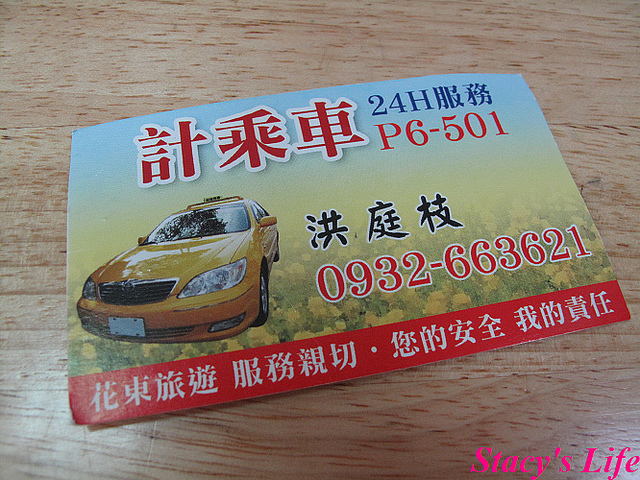 計乘車
24H服務
P6-501
洪庭枝
0932-663621
花東旅遊 服務親切·您的安全 我的責任
Stacy's Life